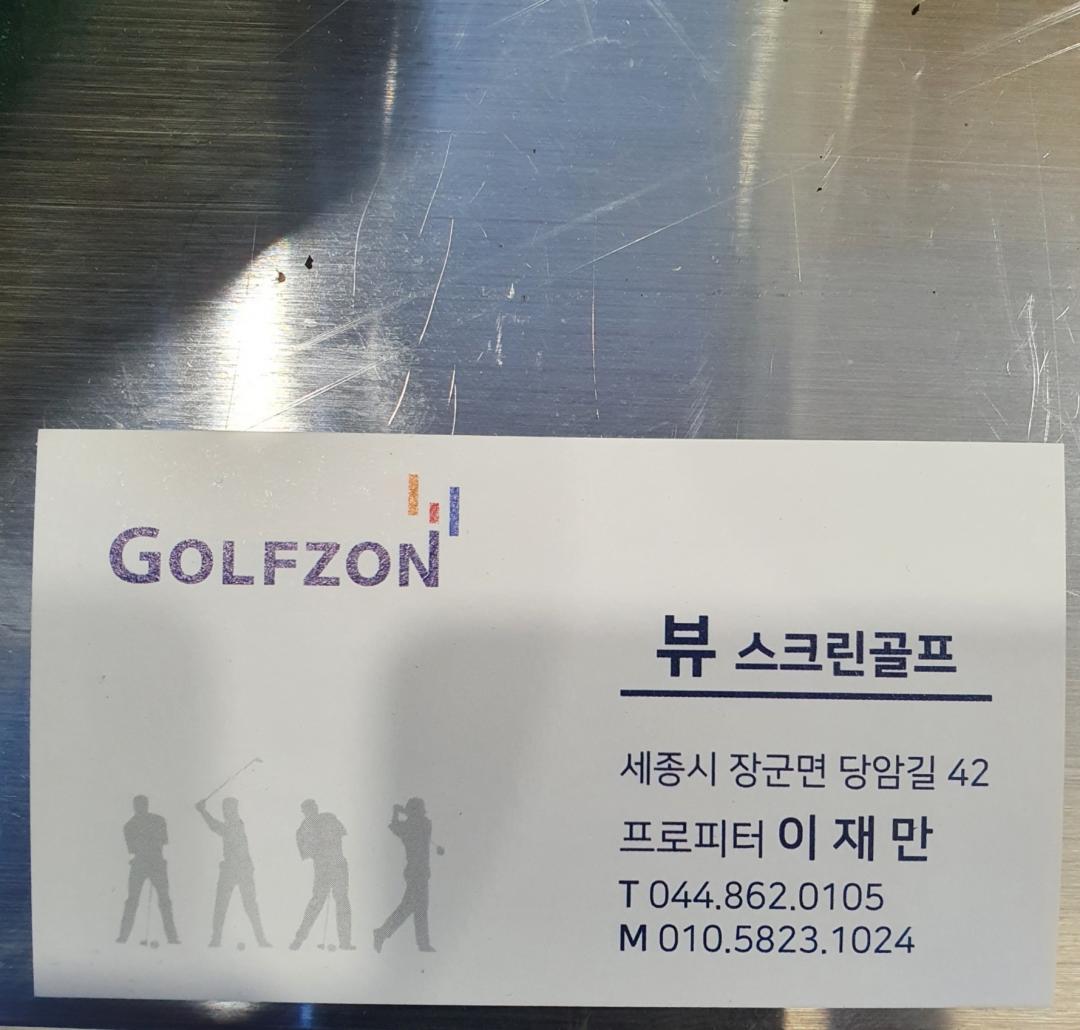 GOLFZON
뷰 스크린골프
세종시 장군면 당암길 42
프로피터 이 재 만
T 044.862.0105
M 010.5823.1024